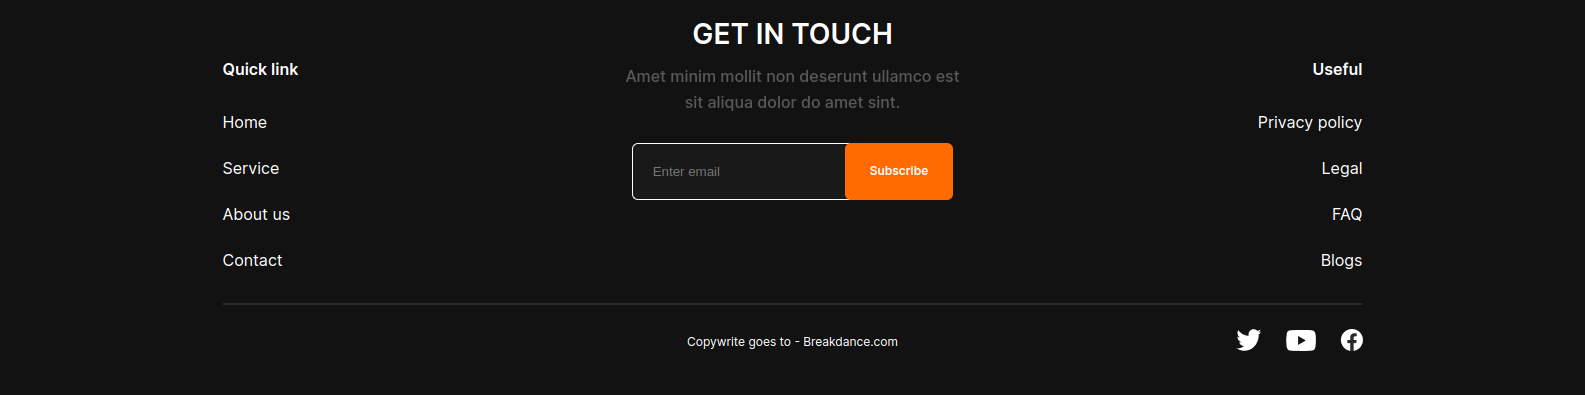 GET IN TOUCH
Quick link
Amet minim mollit non deserunt ullamco est
sit aliqua dolor do amet sint.
Useful
Home
Privacy policy
Enter email
Subscribe
Service
Legal
About us
FAQ
Contact
Blogs
Copywrite goes to - Breakdance.com